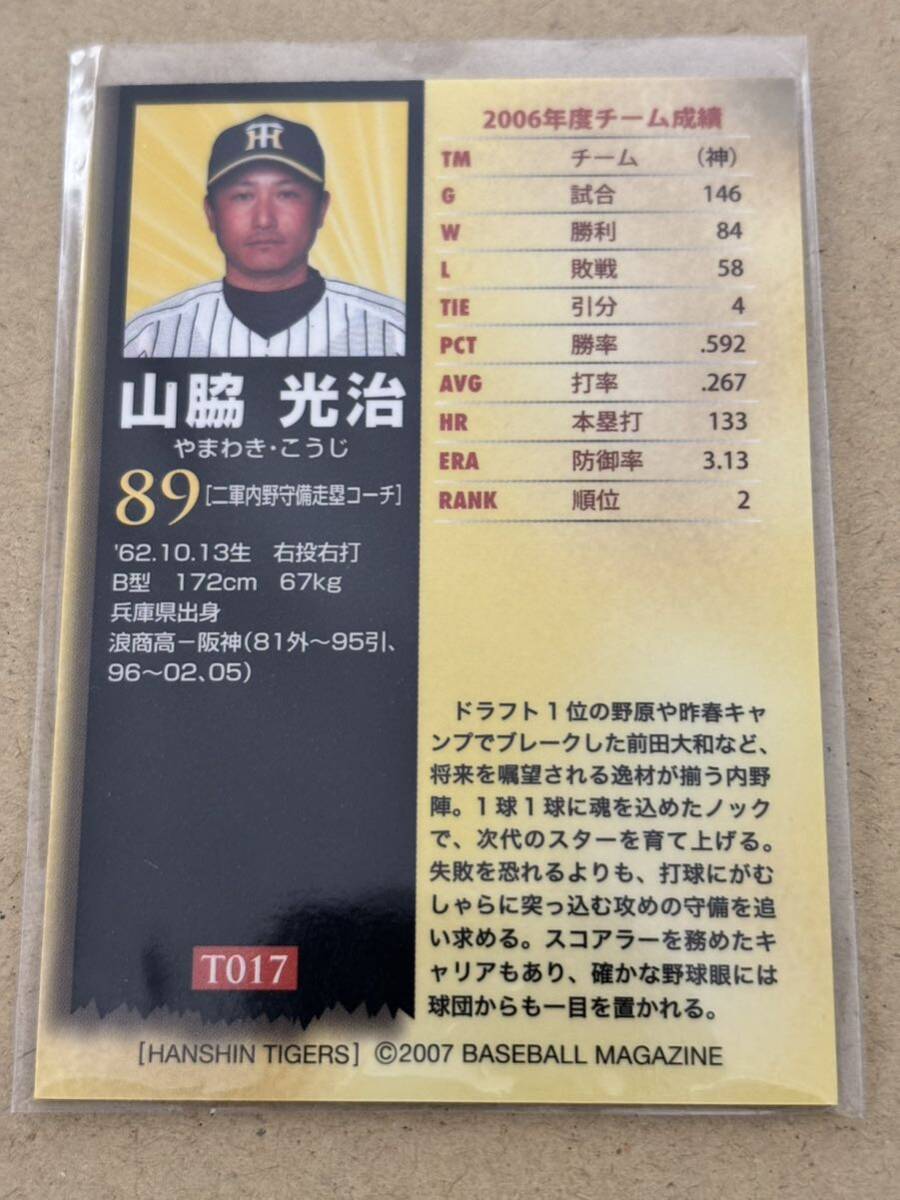 山脇 光治
やまわき・こうじ
89[二軍内野守備走塁コーチ]
'62.10.13生 右投右打
B型 172cm 67kg
兵庫県出身
浪商高－阪神(81外～95引、
96～02、05)
T017
2006年度チーム成績
TM チーム (神)
G 試合 146
W 勝利 84
L 敗戦 58
TIE 引分 4
PCT 勝率 .592
AVG 打率 .267
HR 本塁打 133
ERA 防御率 3.13
RANK 順位 2
ドラフト1位の野原や昨春キャ
ンプでブレークした前田大和など、
将来を嘱望される逸材が揃う内野
陣。1球1球に魂を込めたノック
で、次代のスターを育て上げる。
失敗を恐れるよりも、打球にがむ
しゃらに突っ込む攻めの守備を追
い求める。スコアラーを務めたキ
ャリアもあり、確かな野球眼には
球団からも一目を置かれる。
[HANSHIN TIGERS] ©2007 BASEBALL MAGAZINE